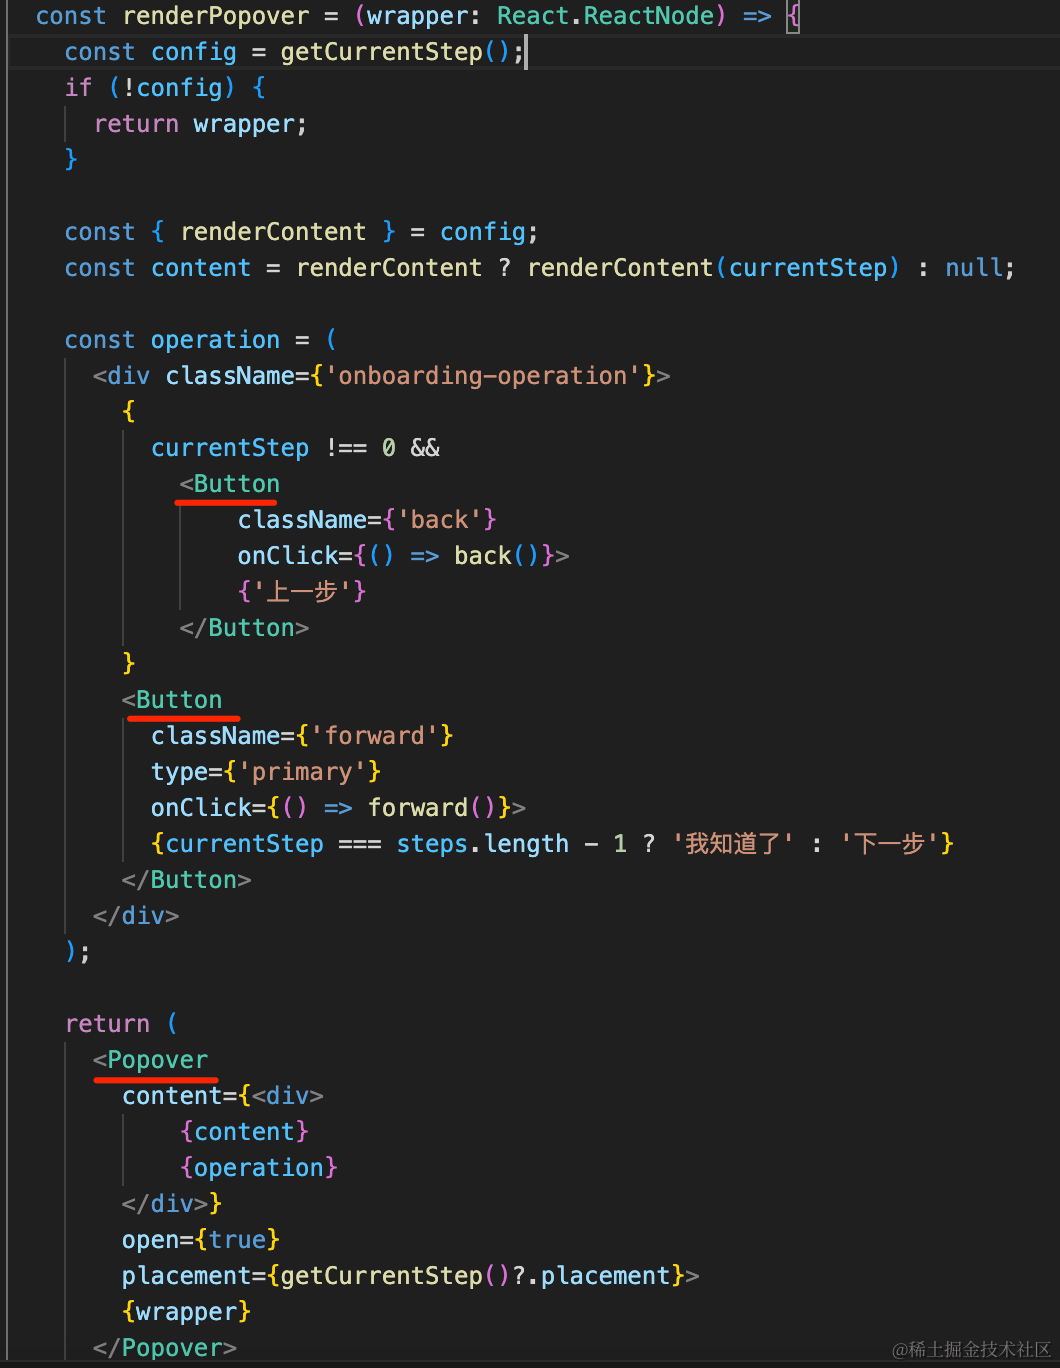 const renderPopover = (wrapper: React.ReactNode) => {
  const config = getCurrentStep();
  if (!config) {
    return wrapper;
  }

  const { renderContent } = config;
  const content = renderContent ? renderContent(currentStep) : null;

  const operation = (
    <div className={'onboarding-operation'}>
      {
        currentStep !== 0 &&
          <Button
              className={'back'}
              onClick={() => back()}>
              {'上一步'}
          </Button>
      }
      <Button
        className={'forward'}
        type={'primary'}
        onClick={() => forward()}>
        {currentStep === steps.length - 1 ? '我知道了' : '下一步'}
      </Button>
    </div>
  );

  return (
    <Popover
      content={<div>
          {content}
          {operation}
      </div>}
      open={true}
      placement={getCurrentStep()?.placement}>
      {wrapper}
    </Popover>
@稀土掘金技术社区